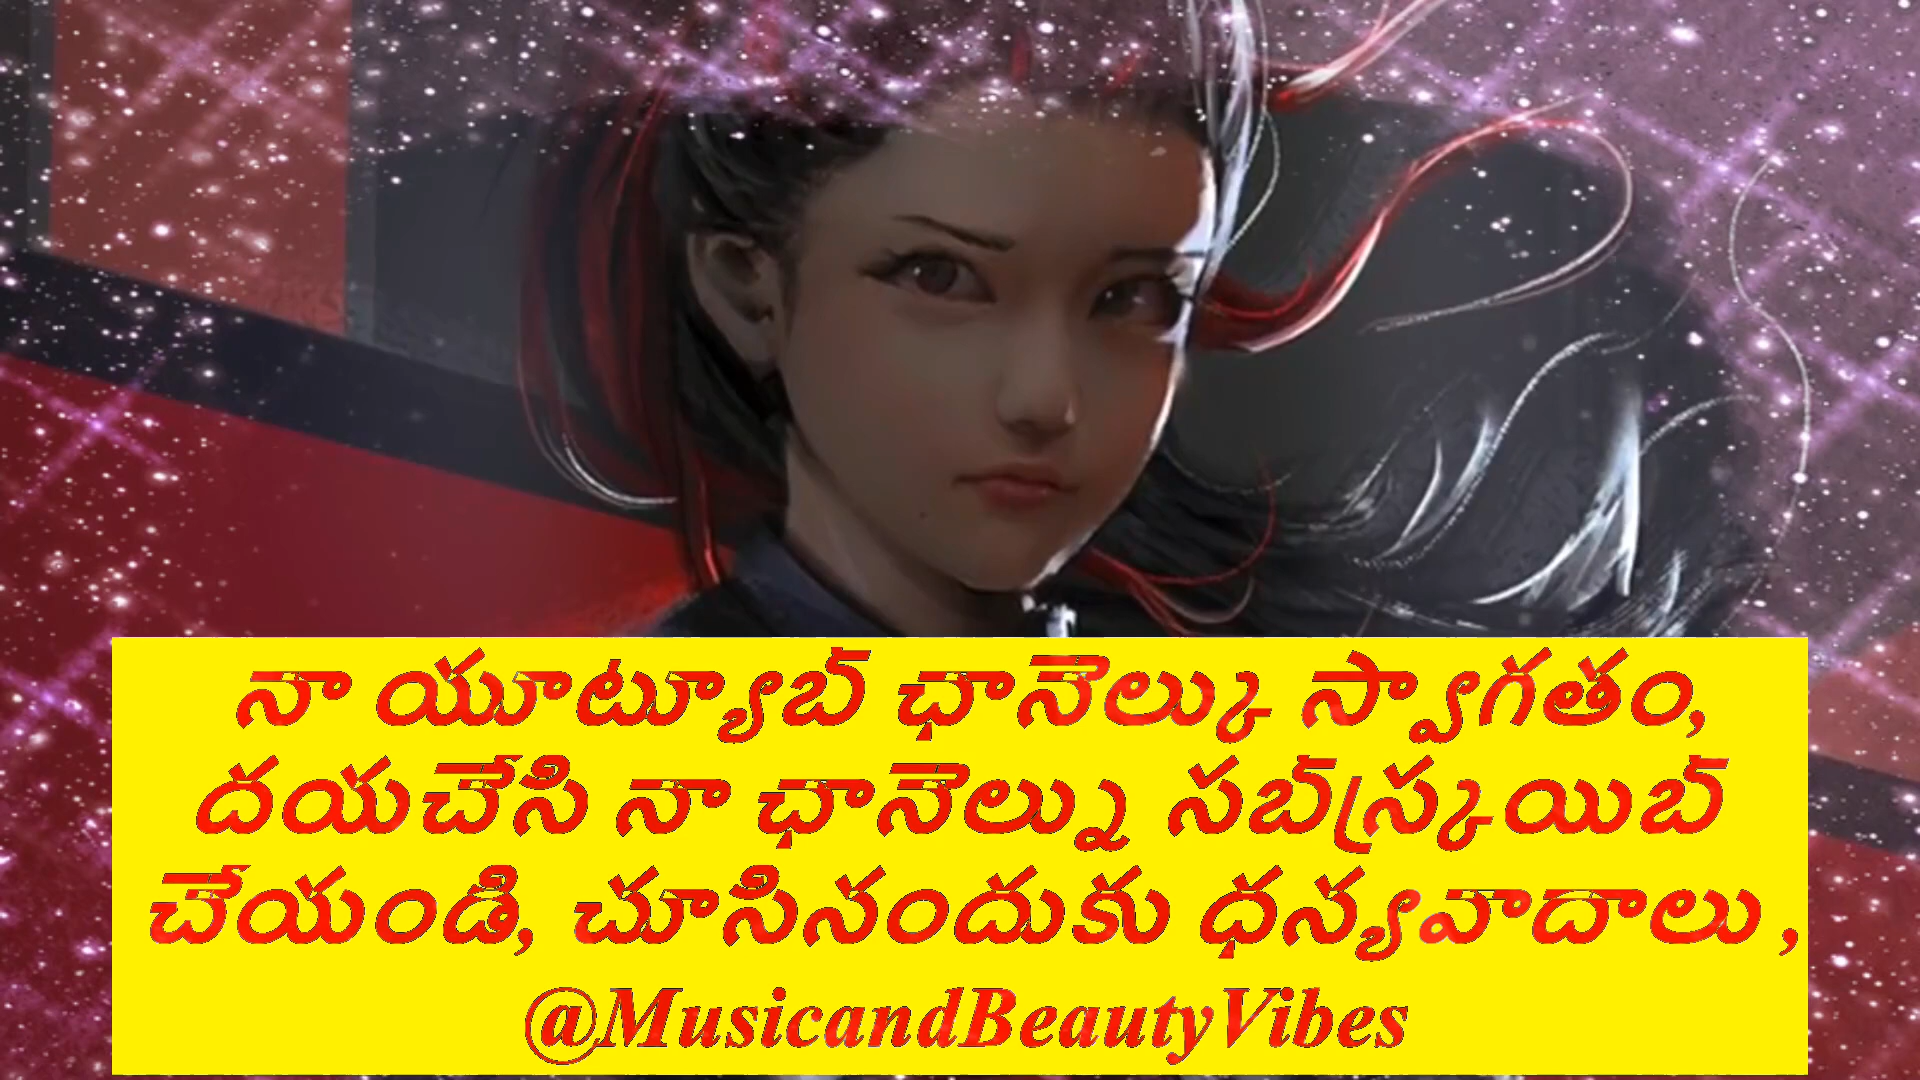 నా యూట్యూబ్ ఛానెల్కు స్వాగతం,
దయచేసి నా ఛానెల్ను సబ్‌స్క్రయిబ్
చేయండి, చూసినందుకు ధన్యవాదాలు ,
@MusicandBeautyVibes